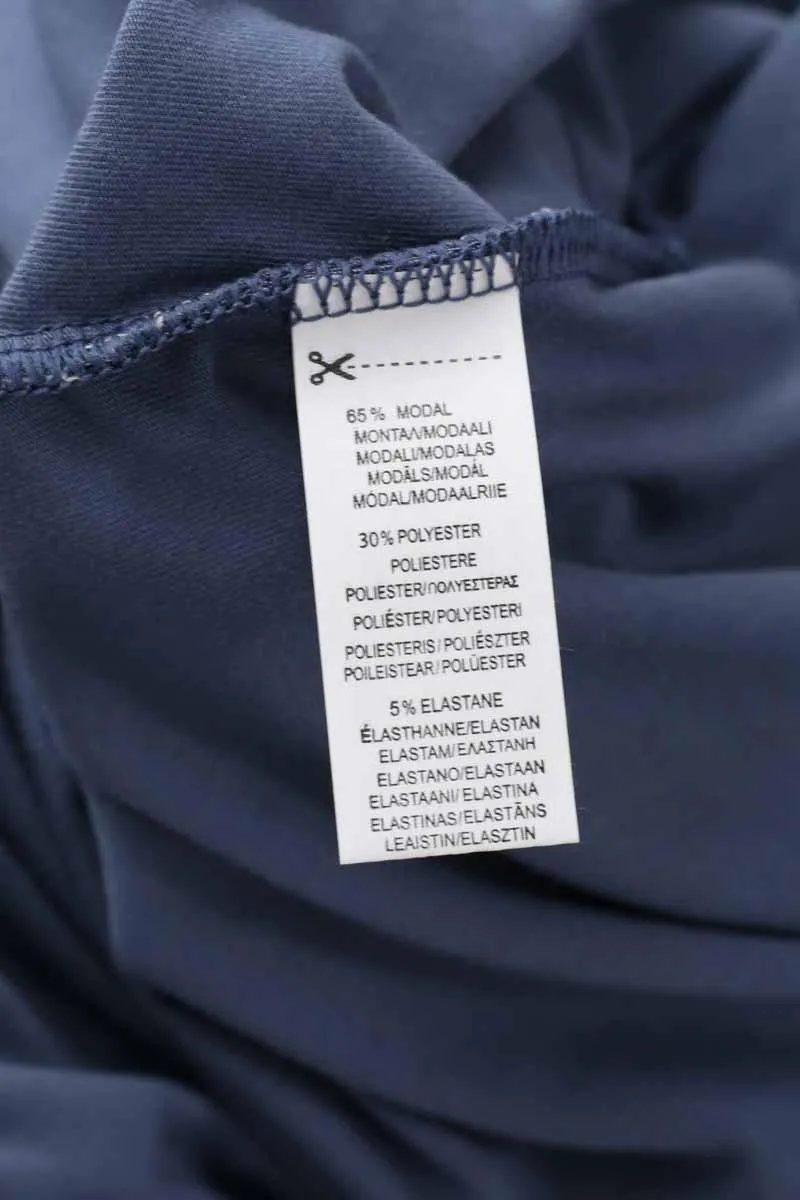 65% MODAL
ΜΟΝΤΑΛ/MODAALI
MODALI/MODALAS
MODĀLS/MODÁL
MÓDAL/MODAALRIIE
30% POLYESTER
POLIESTERE
POLIESTER/ΠΟΛΥΕΣΤΕΡΑΣ
POLIÉSTER/POLYESTERI
POLIESTERIS/POLIÉSZTER
POILEISTEAR/POLÜESTER
5% ELASTANE
ÉLASTHANNE/ELASTAN
ELASTAM/ΕΛΑΣΤΑΝΗ
ELASTANO/ELASTAAN
ELASTAANI/ELASTINA
ELASTINAS/ELASTĀNS
LEAISTIN/ELASZTIN